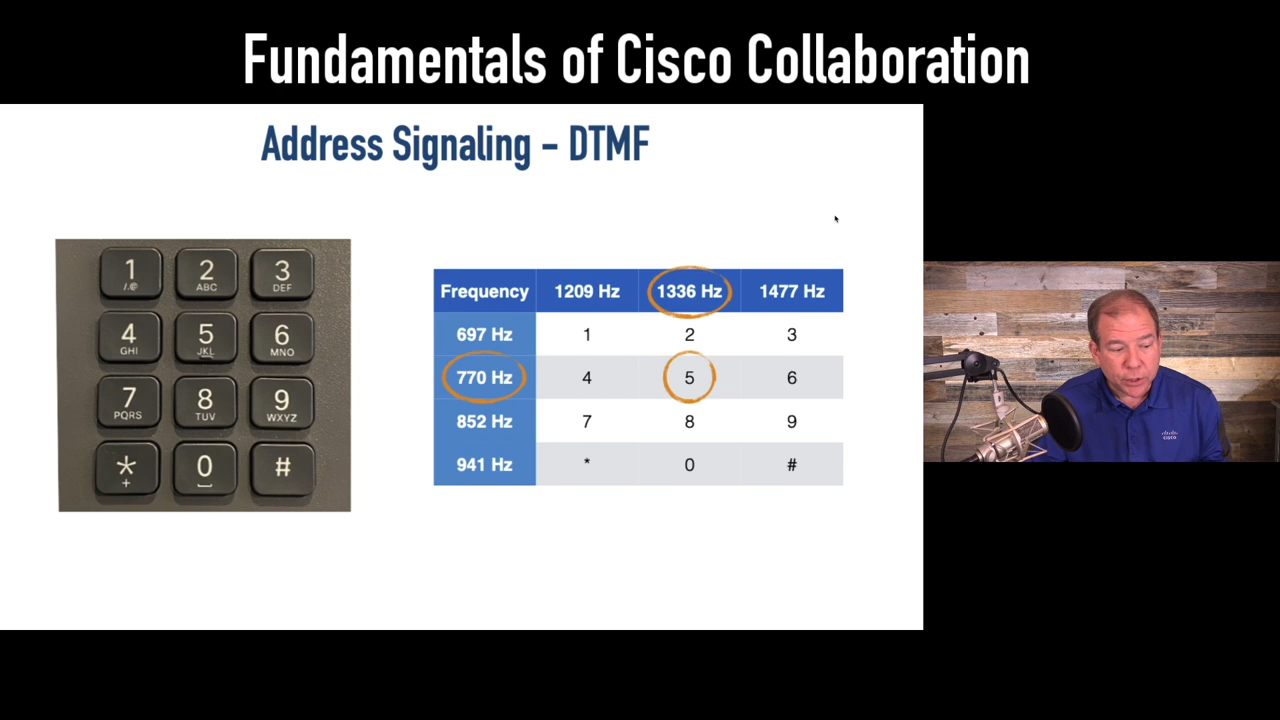 Fundamentals of Cisco Collaboration
Address Signaling - DTMF
1 2 3
/.@ ABC DEF
4 5 6
GHI JKL MNO
7 8 9
PQRS TUV WXYZ
* 0 #
+
Frequency 1209 Hz 1336 Hz 1477 Hz
697 Hz 1 2 3
770 Hz 4 5 6
852 Hz 7 8 9
941 Hz * 0 #
cisco